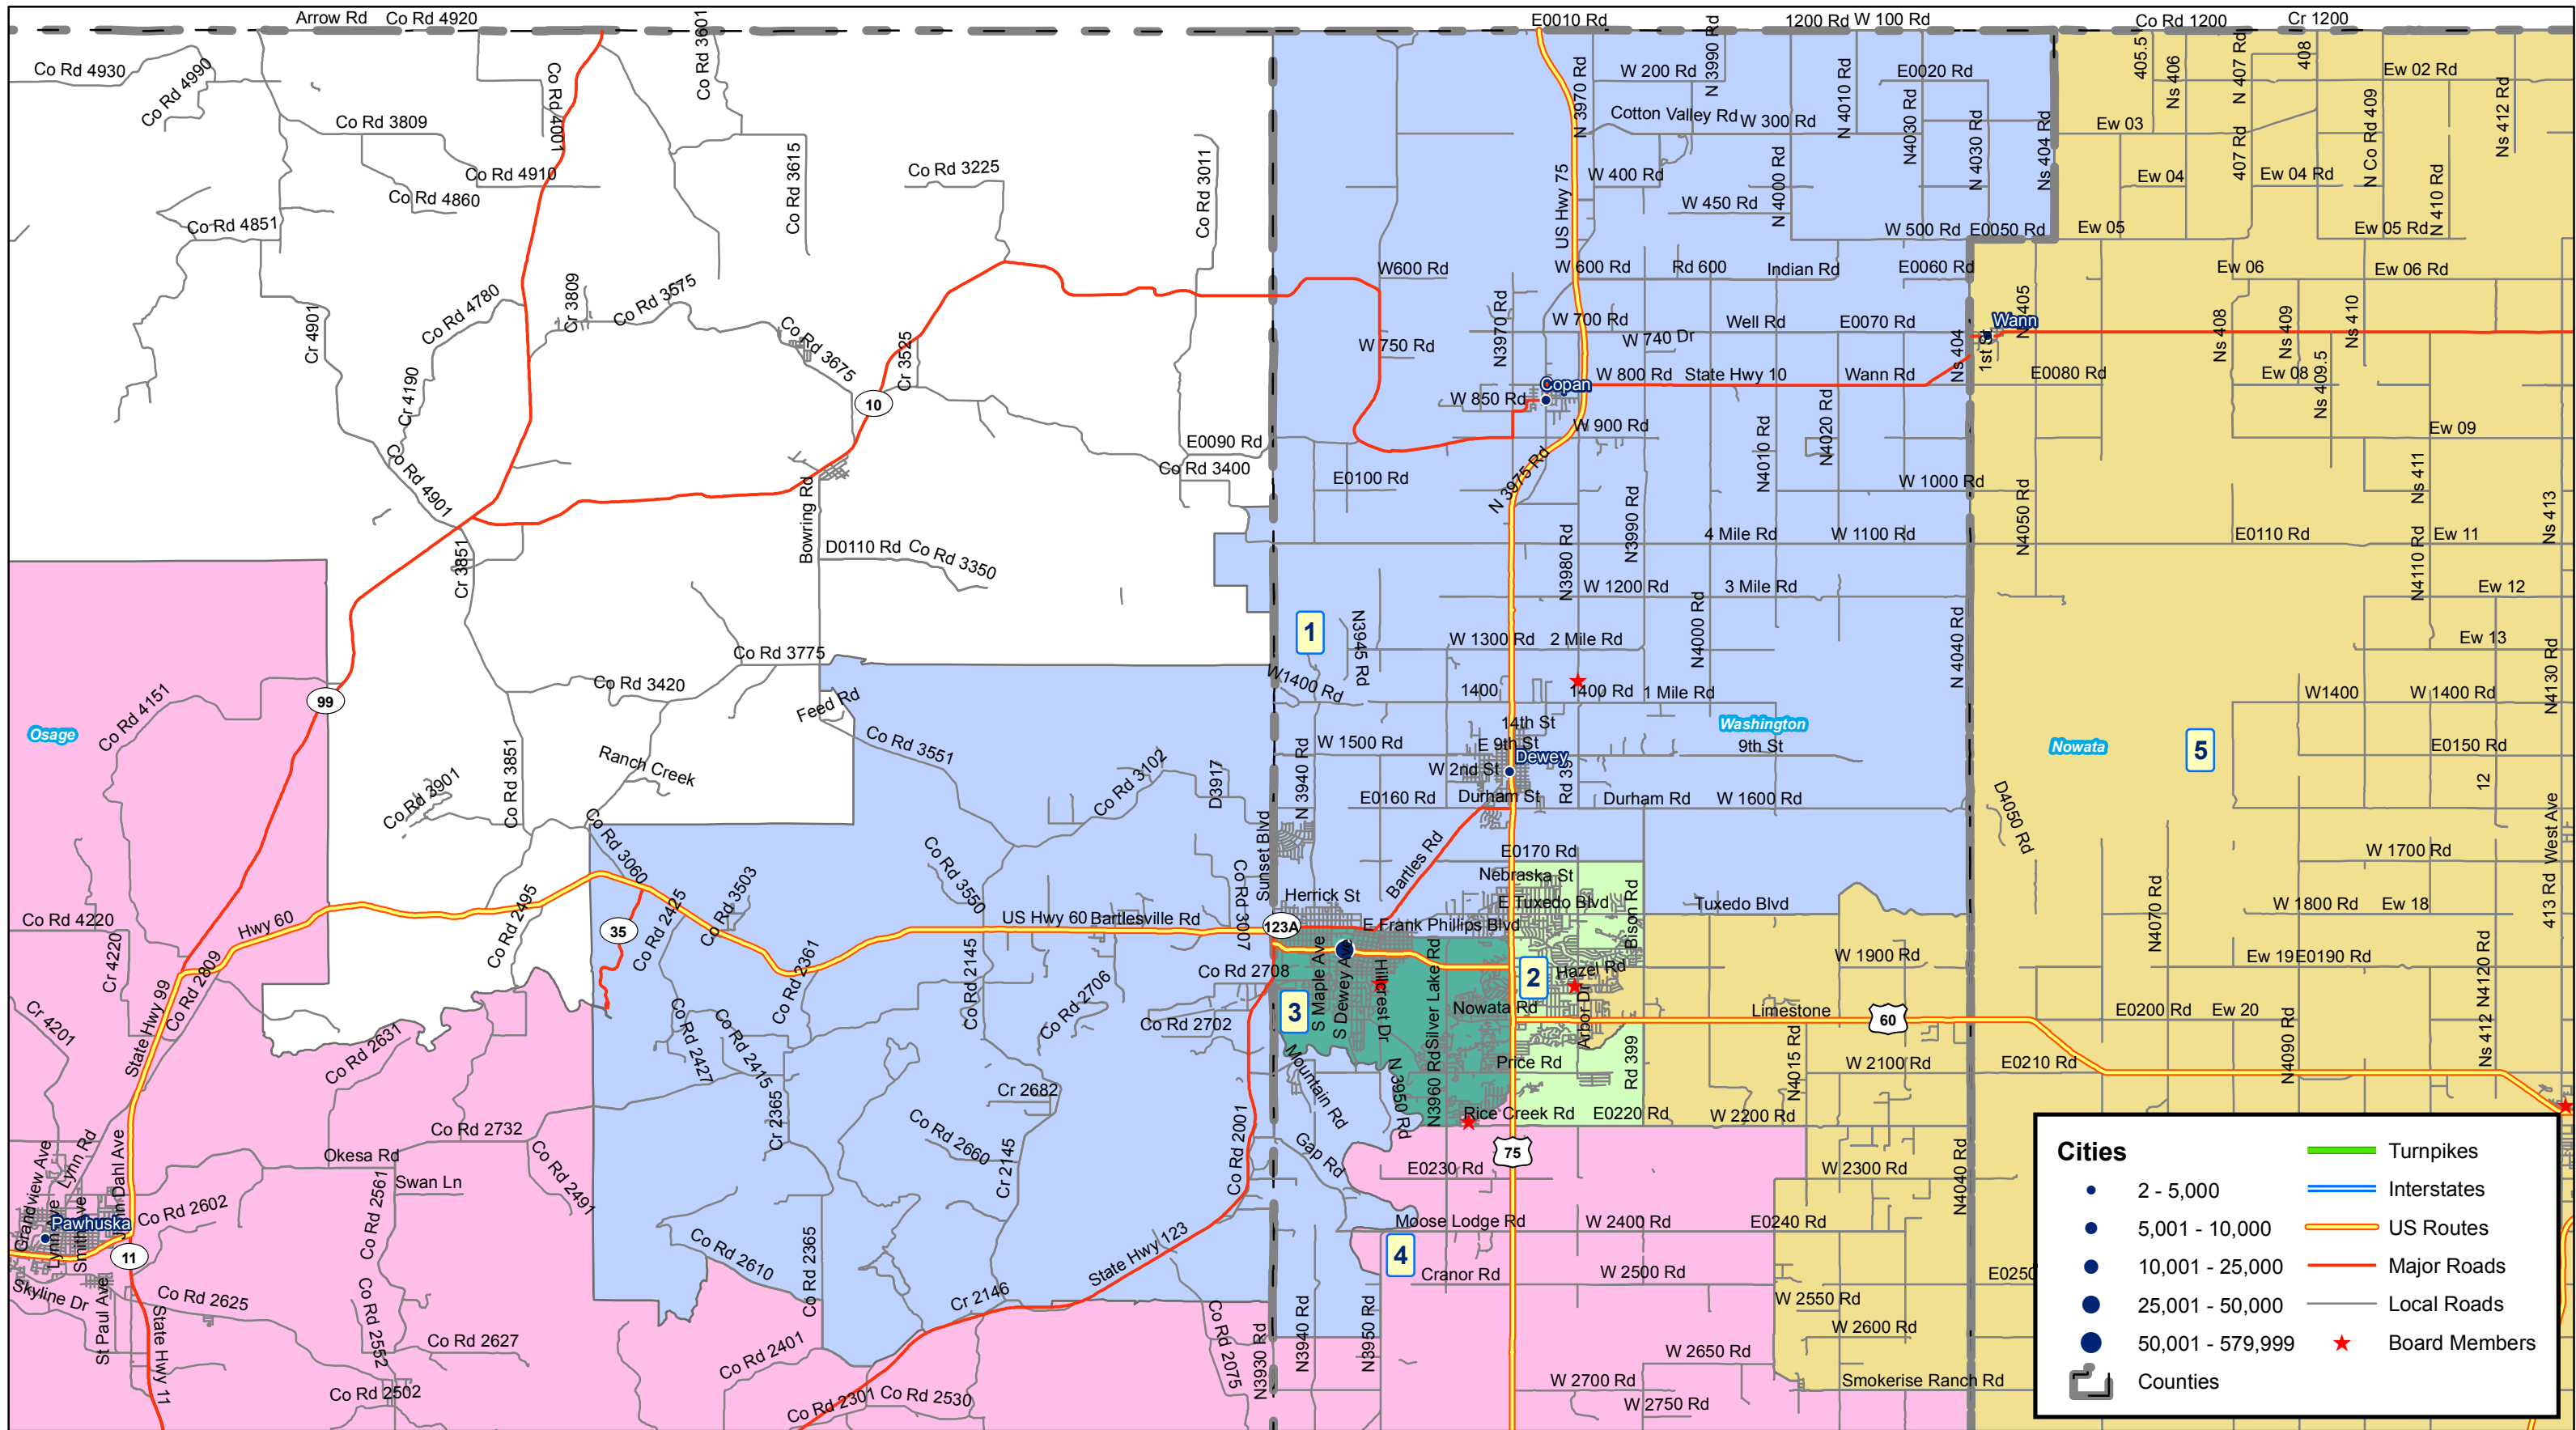 Arrow Rd
Co Rd 4920
E0010 Rd
1200 Rd
W 100 Rd
Co Rd 1200
Cr 1200
Co Rd 4930
Co Rd 4990
Co Rd 4001
Co Rd 3601
N 3970 Rd
W 200 Rd
N 3990 Rd
N 4010 Rd
E0020 Rd
405.5
Ns 406
N 407 Rd
408
Ew 02 Rd
Ns 412 Rd
Co Rd 3809
Cotton Valley Rd
W 300 Rd
N4030 Rd
N 4030 Rd
Ns 404 Rd
Ew 03
N Co Rd 409
Co Rd 4910
Co Rd 4860
Co Rd 3615
Co Rd 3225
Co Rd 3011
US Hwy 75
W 400 Rd
W 450 Rd
N 4000 Rd
Ew 04
407 Rd
Ew 04 Rd
N 410 Rd
Co Rd 4851
W 500 Rd
E0050 Rd
Ew 05
Ew 05 Rd
Cr 4901
Co Rd 4780
Cr 3809
Co Rd 3575
W600 Rd
W 600 Rd
Rd 600
Indian Rd
E0060 Rd
Ew 06
Ew 06 Rd
Co Rd 3675
Cr 3525
N3970 Rd
W 700 Rd
Well Rd
E0070 Rd
Wann
N 405
Ns 408
Ns 409
Ns 410
W 750 Rd
W 740 Dr
Ns 404
1st St
Cr 4190
10
Copan
W 850 Rd
W 800 Rd
State Hwy 10
Wann Rd
E0080 Rd
Ew 08
Ns 409.5
Co Rd 4901
E0090 Rd
Co Rd 3400
W 900 Rd
N4010 Rd
N4020 Rd
Ew 09
Bowring Rd
E0100 Rd
N 3975 Rd
N3990 Rd
W 1000 Rd
N4050 Rd
Ns 411
Ns 413
Cr 3851
D0110 Rd
Co Rd 3350
N3980 Rd
4 Mile Rd
W 1100 Rd
E0110 Rd
N4110 Rd
Ew 11
W 1200 Rd
3 Mile Rd
Ew 12
1
N3945 Rd
W 1300 Rd
2 Mile Rd
N4000 Rd
N 4040 Rd
Ew 13
Co Rd 3775
Co Rd 3420
Feed Rd
W1400 Rd
1400
1400 Rd
1 Mile Rd
W1400
W 1400 Rd
N4130 Rd
99
Co Rd 4151
Osage
Co Rd 3551
14th St
Washington
Nowata
5
Co Rd 3851
Ranch Creek
Co Rd 3901
Co Rd 3102
D3917
N 3940 Rd
W 1500 Rd
E 9th St
9th St
E0150 Rd
W 2nd St
Dewey
12
E0160 Rd
Durham St
Durham Rd
W 1600 Rd
D4050 Rd
413 Rd
West Ave
Co Rd 3060
Co Rd 3550
Co Rd 3007
Sunset Blvd
Bartles Rd
E0170 Rd
W 1700 Rd
Co Rd 4220
Cr 4220
Hwy 60
Co Rd 2495
35
Co Rd 2425
Co Rd 3503
US Hwy 60
Bartlesville Rd
Herrick St
Nebraska St
E Tuxedo Blvd
Tuxedo Blvd
N4070 Rd
W 1800 Rd
Ew 18
123A
E Frank Phillips Blvd
Bison Rd
Co Rd 2361
Co Rd 2145
Co Rd 2708
S Maple Ave
S Dewey Ave
Hillcrest Dr
Silver Lake Rd
2
Hazel Rd
W 1900 Rd
Ew 19
E0190 Rd
N4120 Rd
Cr 4201
State Hwy 99
Co Rd 2809
Co Rd 2631
Co Rd 2427
Co Rd 2415
Co Rd 2706
Co Rd 2702
3
Nowata Rd
Arbor Dr
Limestone
60
E0200 Rd
Ew 20
N4090 Rd
Ns 412
Mountain Rd
N 3950 Rd
N3960 Rd
Price Rd
Rd 399
N4015 Rd
W 2100 Rd
E0210 Rd
Grandview Ave
Lynn Rd
Okesa Rd
Co Rd 2732
Cr 2365
Cr 2682
Co Rd 2660
Cr 2145
Co Rd 2001
Gap Rd
Rice Creek Rd
E0220 Rd
W 2200 Rd
75
Swan Ln
Co Rd 2561
Co Rd 2491
E0230 Rd
W 2300 Rd
N4040 Rd
Pawhuska
Co Rd 2602
11
Skyline Dr
St Paul Ave
State Hwy 11
Co Rd 2625
Co Rd 2552
Co Rd 2627
Co Rd 2502
Co Rd 2610
Co Rd 2365
Cr 2146
State Hwy 123
Moose Lodge Rd
W 2400 Rd
E0240 Rd
4
Cranor Rd
W 2500 Rd
E0250
W 2550 Rd
W 2600 Rd
Co Rd 2401
Co Rd 2301
Co Rd 2530
Co Rd 2075
N3930 Rd
N3940 Rd
N3950 Rd
W 2650 Rd
W 2700 Rd
W 2750 Rd
Smokerise Ranch Rd
Cities
2 - 5,000
5,001 - 10,000
10,001 - 25,000
25,001 - 50,000
50,001 - 579,999
Counties
Turnpikes
Interstates
US Routes
Major Roads
Local Roads
Board Members